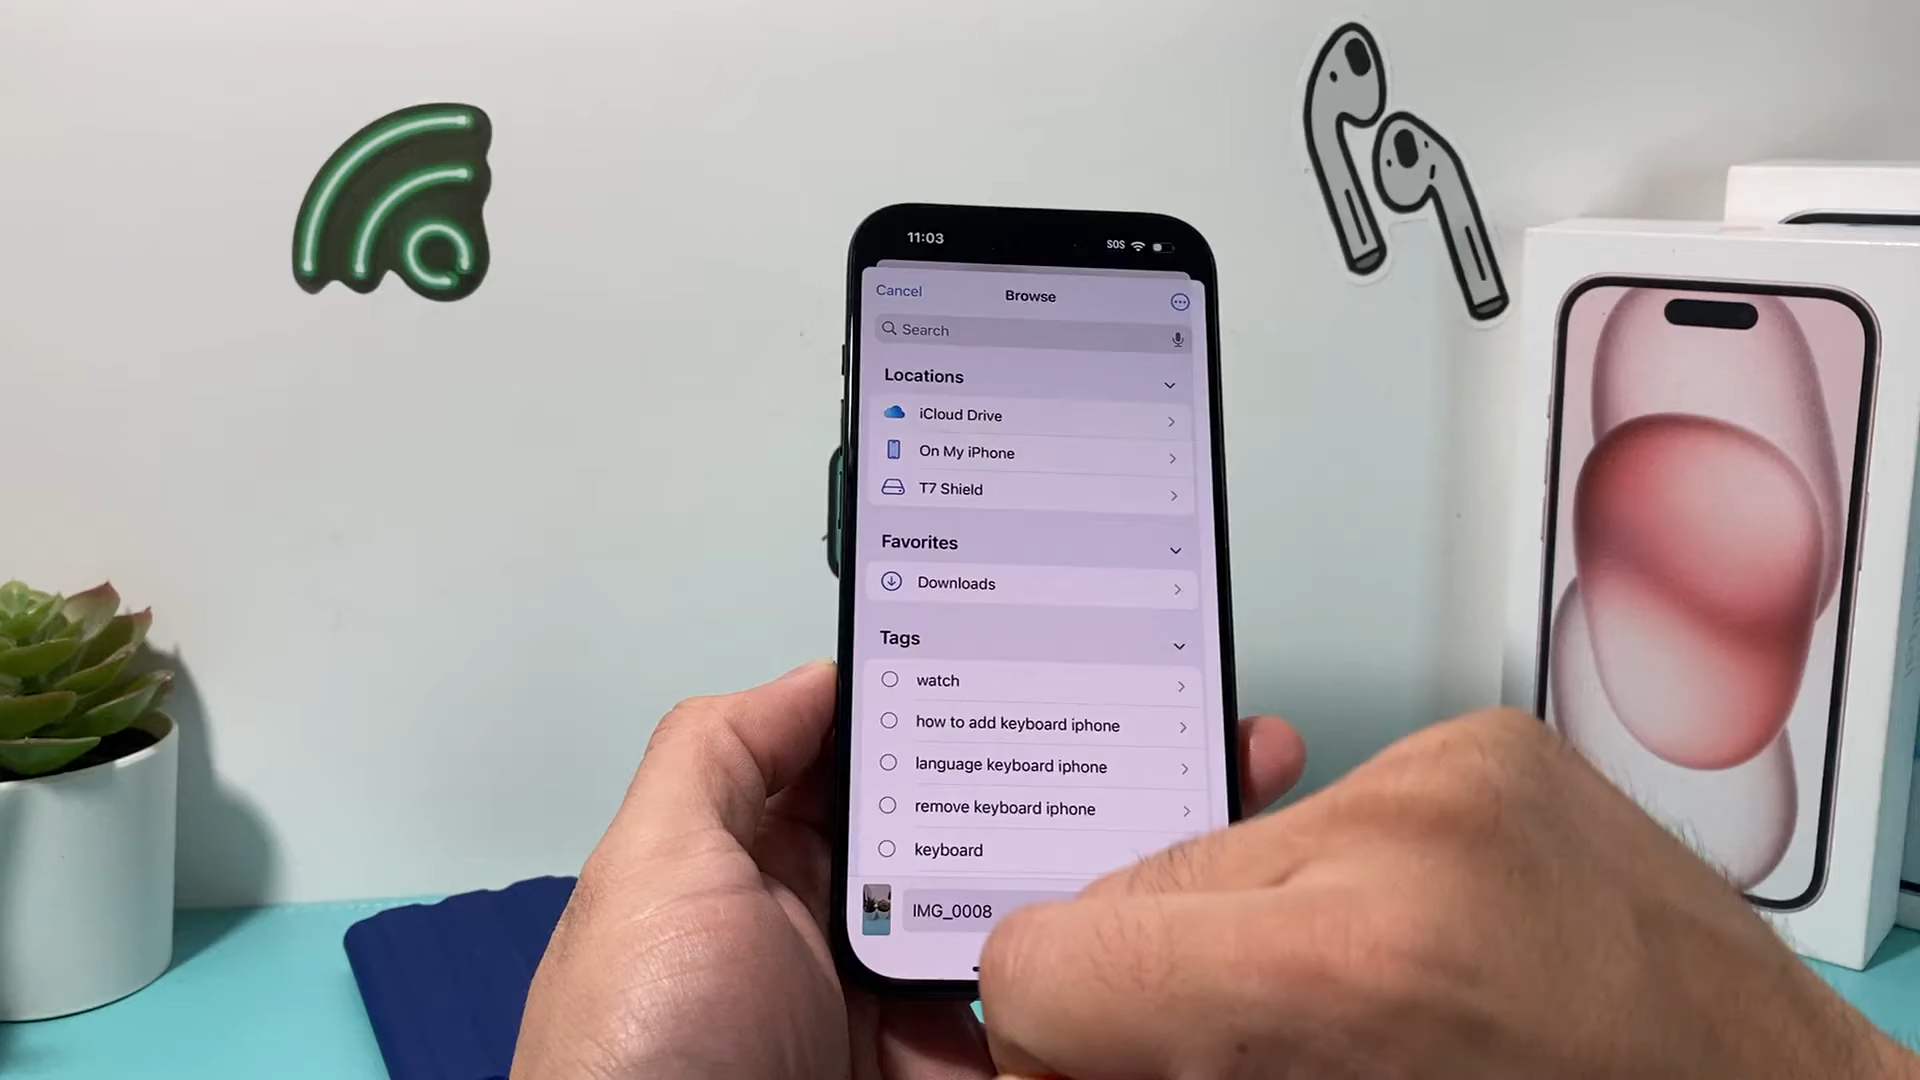 11:03
SOS
Cancel
Browse
Search
Locations
iCloud Drive
On My iPhone
T7 Shield
Favorites
Downloads
Tags
watch
how to add keyboard iphone
language keyboard iphone
remove keyboard iphone
keyboard
IMG_0008